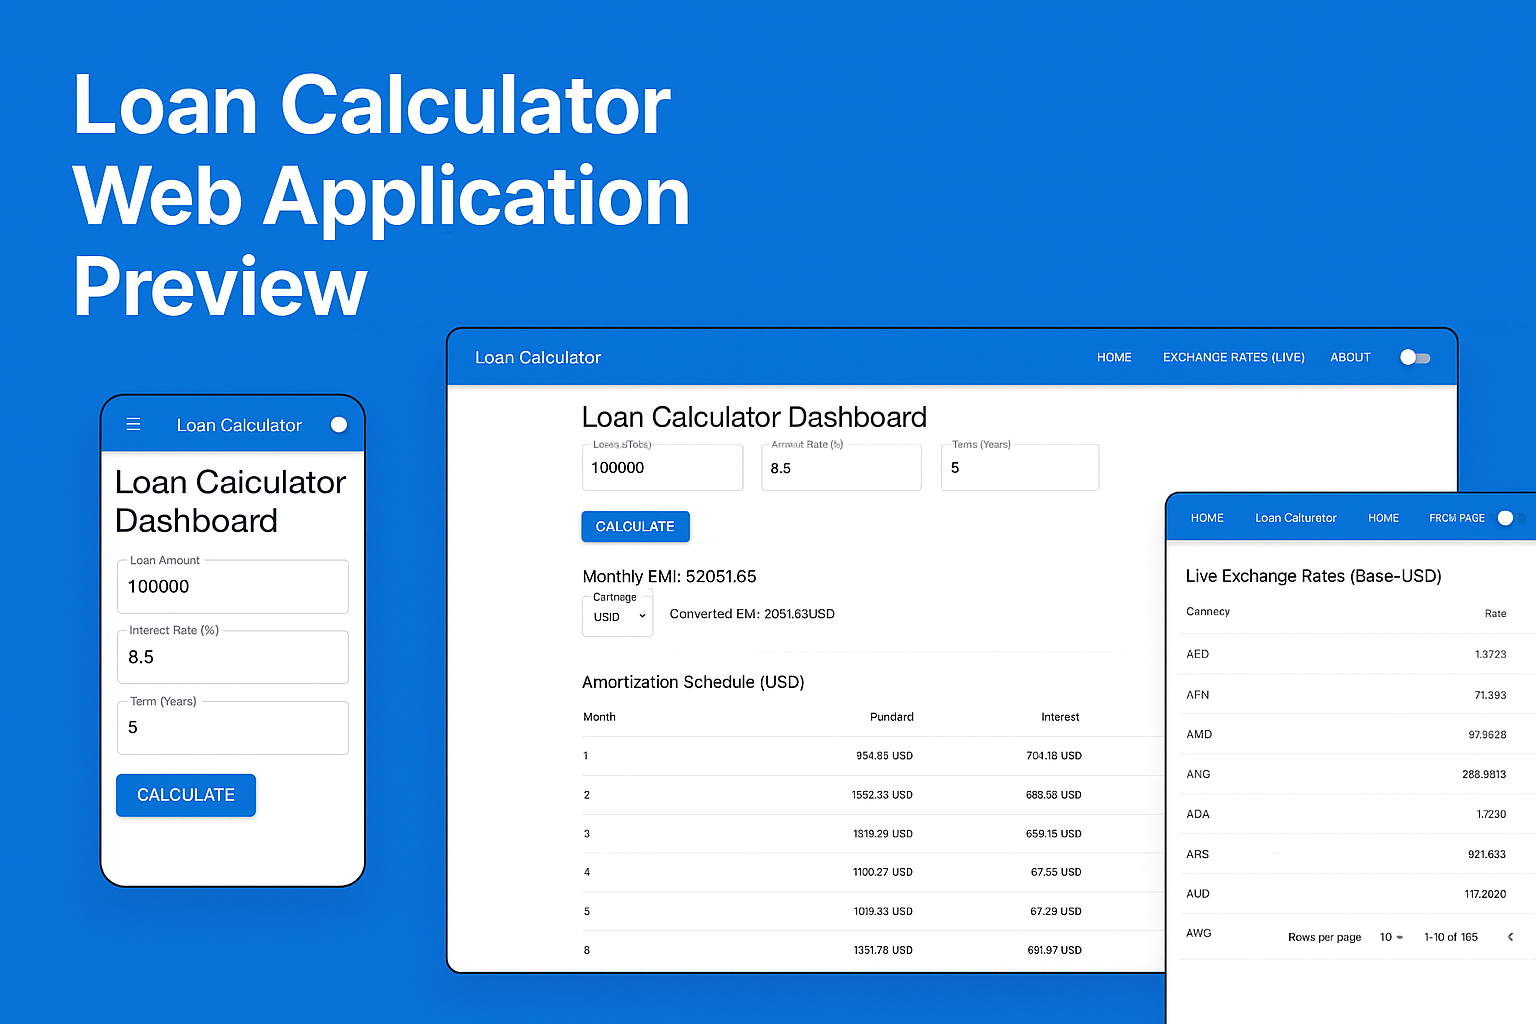 Loan Calculator
Web Application
Preview
Loan Calculator
Loan Caiculator
Dashboard
Loan Amount
100000
Interect Rate (%)
8.5
Term (Years)
5
CALCULATE
Loan Calculator HOME EXCHANGE RATES (LIVE) ABOUT
Loan Calculator Dashboard
Rate (%) Tems (Years)
100000 8.5 5
CALCULATE
Monthly EMI: 52051.65
Cartnage
USID Converted EM: 2051.63USD
Amortization Schedule (USD)
Month Pundard Interest
1 954.85 USD 704.18 USD
2 1552.33 USD 688.58 USD
3 1319.29 USD 659.15 USD
4 1100.27 USD 67.55 USD
5 1019.33 USD 67.29 USD
8 1351.78 USD 691.97 USD
HOME Loan Calturator HOME FRCM PAGE
Live Exchange Rates (Base-USD)
Cannecy Rate
AED 1.3723
AFN 71.393
AMD 97.9628
ANG 288.9813
ADA 1.7230
ARS 921.633
AUD 117.2020
AWG
Rows per page 10 1-10 of 165